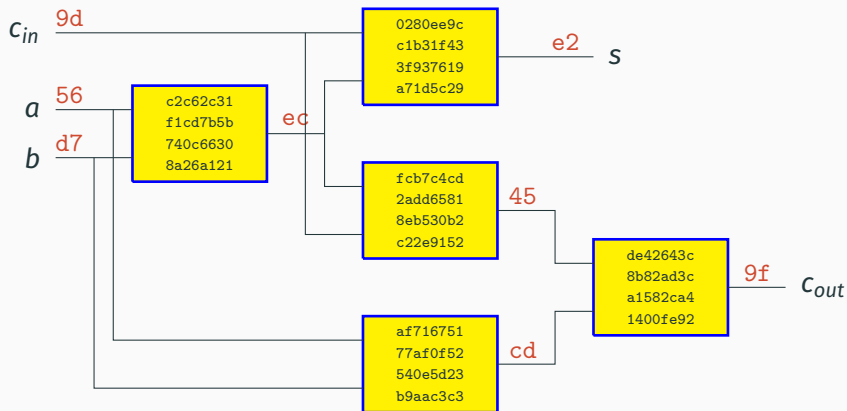 c_in 9d
0280ee9c
c1b31f43
3f937619
a71d5c29
e2 s
a 56
b d7
c2c62c31
f1cd7b5b
740c6630
8a26a121
ec
fcb7c4cd
2add6581
8eb530b2
c22e9152
45
de42643c
8b82ad3c
a1582ca4
1400fe92
9f c_out
af716751
77af0f52
540e5d23
b9aac3c3
cd